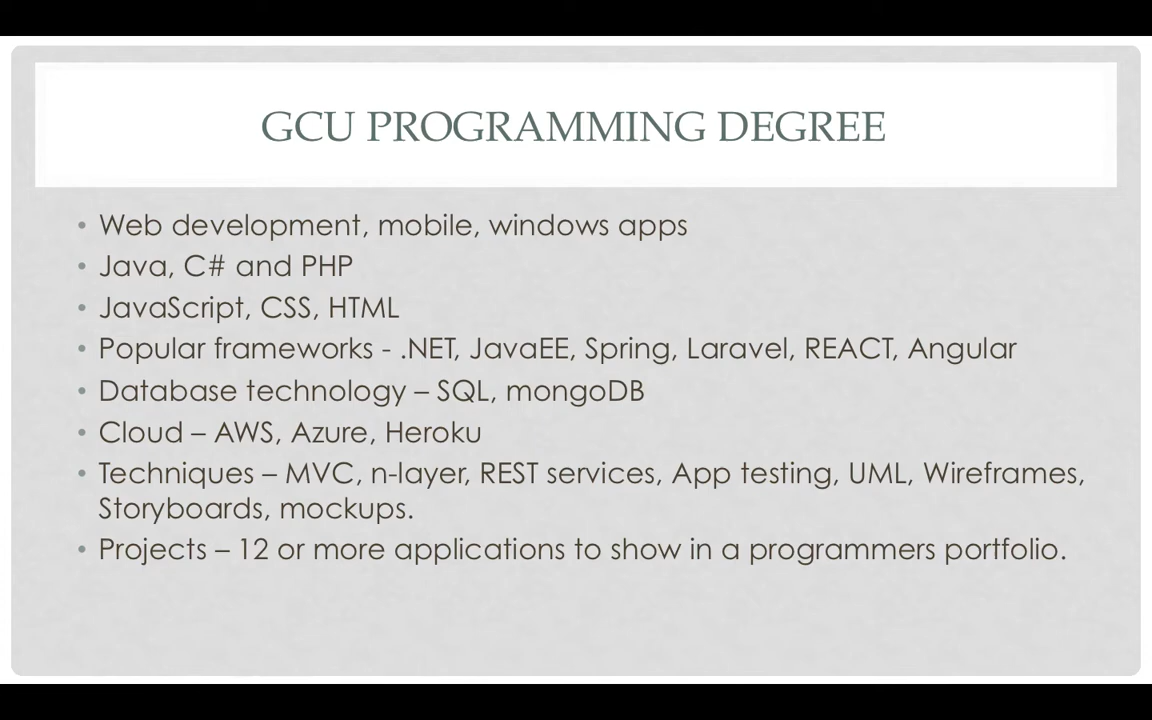 GCU PROGRAMMING DEGREE
• Web development, mobile, windows apps
• Java, C# and PHP
• JavaScript, CSS, HTML
• Popular frameworks - .NET, JavaEE, Spring, Laravel, REACT, Angular
• Database technology – SQL, mongoDB
• Cloud – AWS, Azure, Heroku
• Techniques – MVC, n-layer, REST services, App testing, UML, Wireframes,
Storyboards, mockups.
• Projects – 12 or more applications to show in a programmers portfolio.